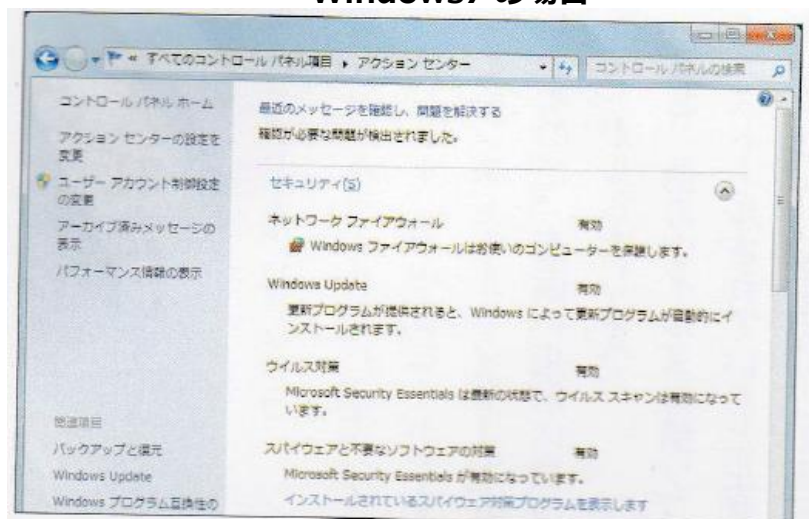 Windows7の場合
« すべてのコントロール パネル項目 ▸ アクション センター
コントロール パネルの検索
コントロール パネル ホーム
アクション センターの設定を
変更
ユーザー アカウント制御設定
の変更
アーカイブ済みメッセージの
表示
パフォーマンス情報の表示
最近のメッセージを確認し、問題を解決する
確認が必要な問題が検出されました。
セキュリティ(S)
ネットワーク ファイアウォール 有効
Windows ファイアウォールはお使いのコンピューターを保護します。
Windows Update 有効
更新プログラムが提供されると、Windows によって更新プログラムが自動的にイ
ンストールされます。
ウイルス対策 有効
Microsoft Security Essentials は最新の状態で、ウイルス スキャンは有効になって
います。
スパイウェアと不要なソフトウェアの対策 有効
Microsoft Security Essentials が有効になっています。
インストールされているスパイウェア対策プログラムを表示します
関連項目
バックアップと復元
Windows Update
Windows プログラム互換性の